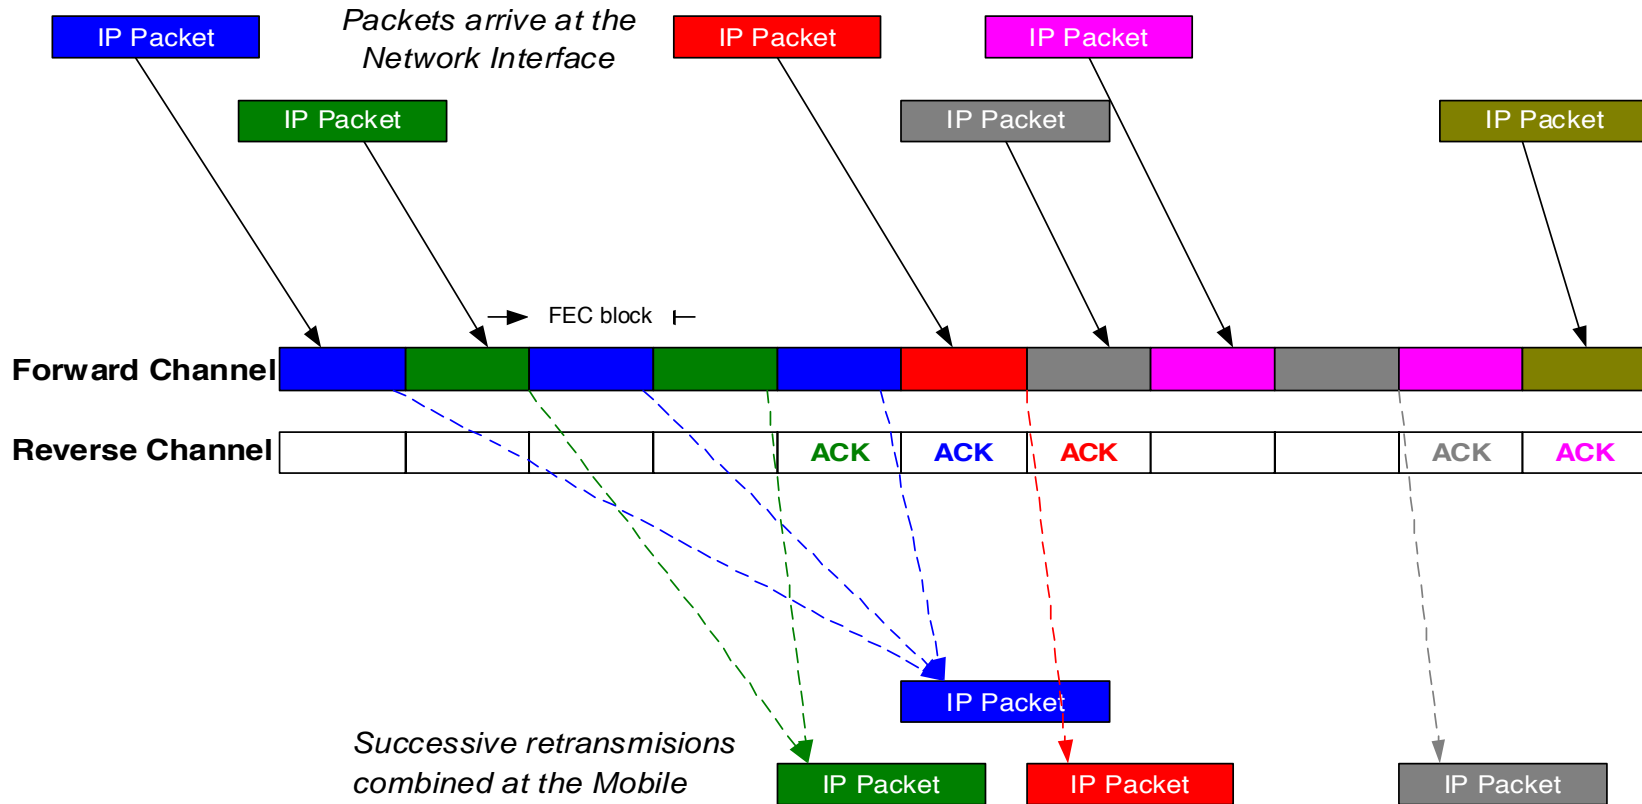 IP Packet
Packets arrive at the
Network Interface
IP Packet
IP Packet
IP Packet
IP Packet
IP Packet
FEC block
Forward Channel
Reverse Channel
ACK
ACK
ACK
ACK
ACK
IP Packet
Successive retransmisions
combined at the Mobile
IP Packet
IP Packet
IP Packet